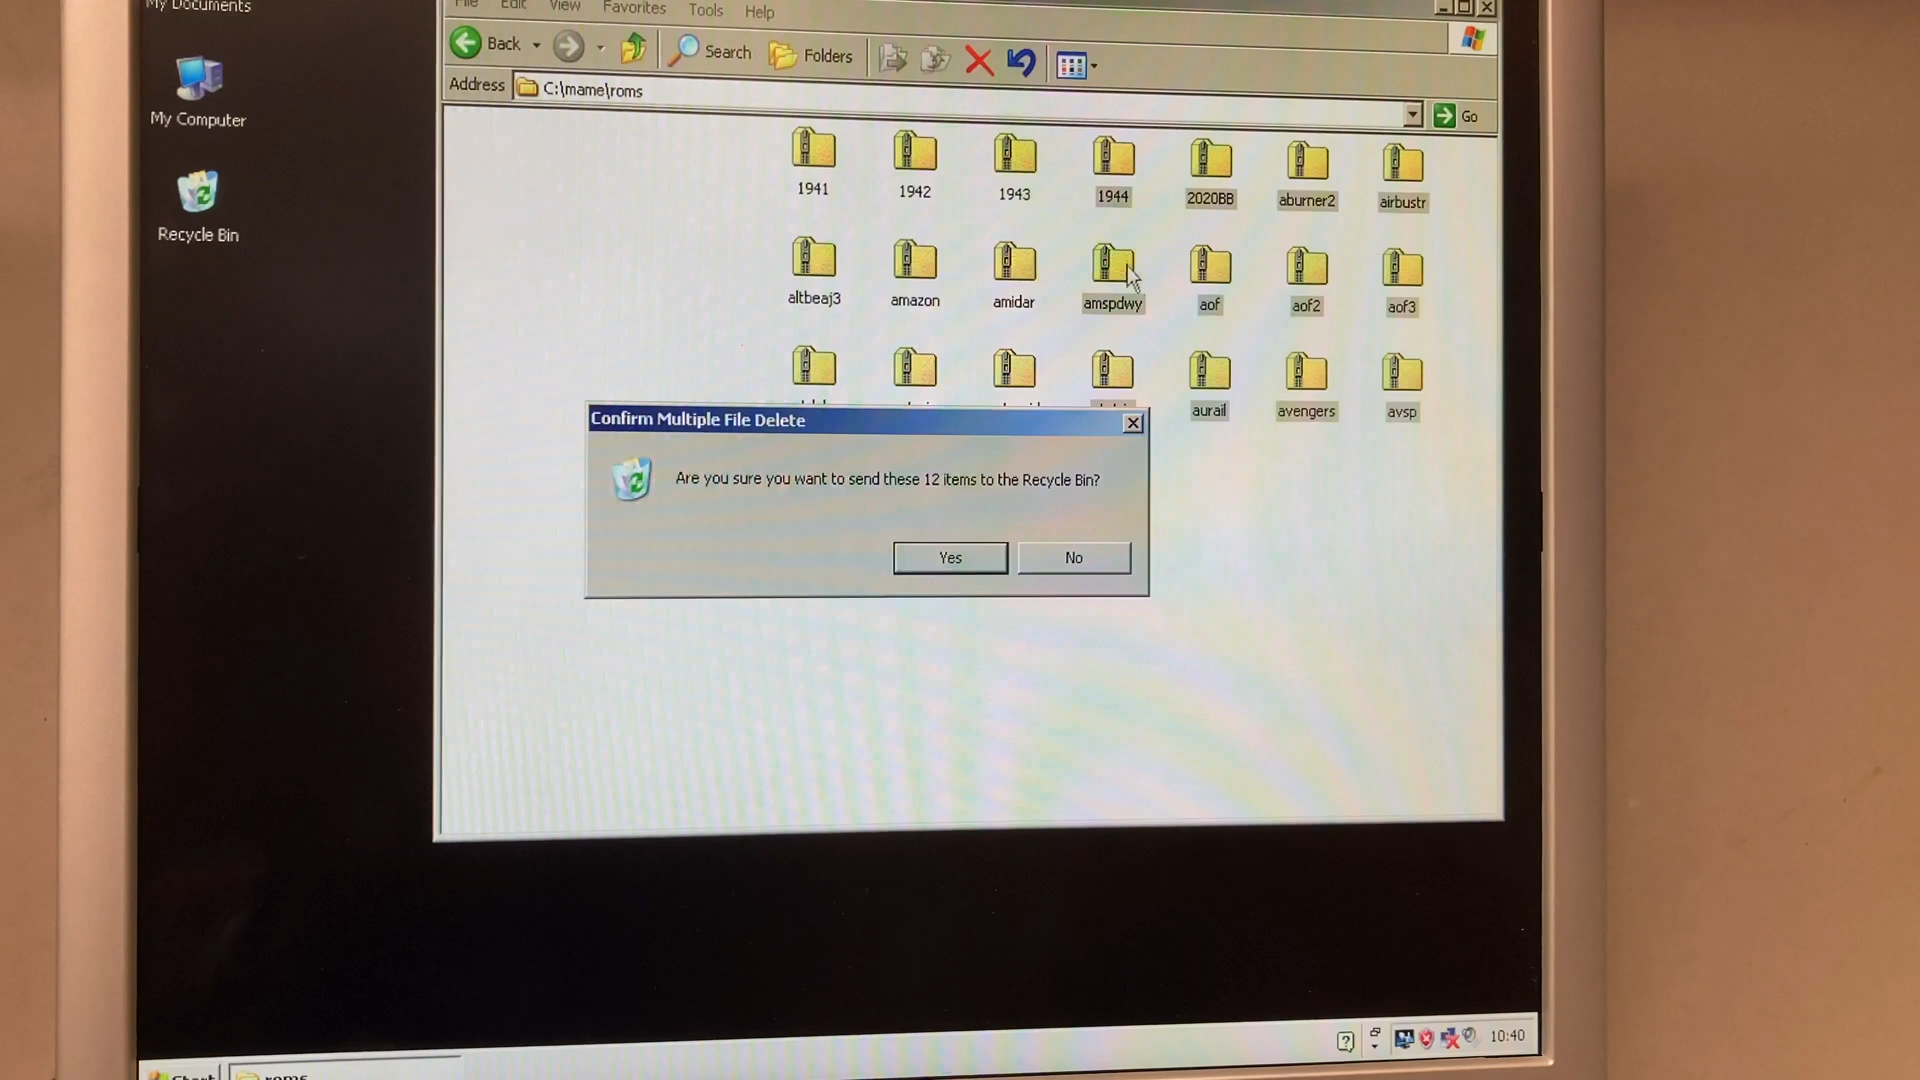 My Documents
File Edit View Favorites Tools Help
Back Search Folders
Address C:\mame\roms Go
My Computer
Recycle Bin
1941 1942 1943 1944 2020BB aburner2 airbustr
altbeaj3 amazon amidar amspdwy aof aof2 aof3
aurail avengers avsp
Confirm Multiple File Delete
Are you sure you want to send these 12 items to the Recycle Bin?
Yes No
10:40
Start roms